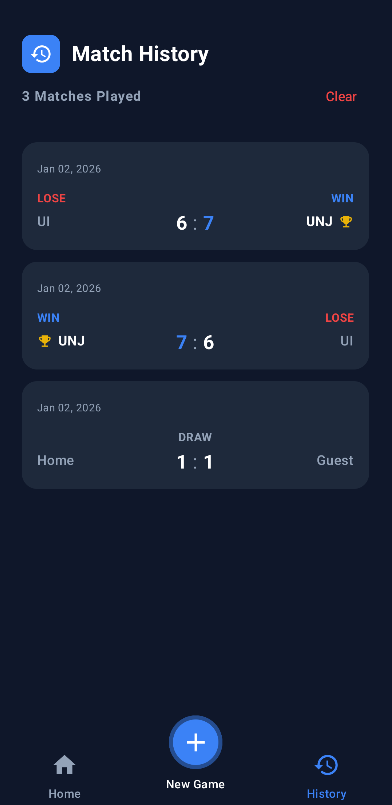 Match History
3 Matches Played Clear
Jan 02, 2026
LOSE WIN
UI 6 : 7 UNJ
Jan 02, 2026
WIN LOSE
UNJ 7 : 6 UI
Jan 02, 2026
DRAW
Home 1 : 1 Guest
New Game
Home History